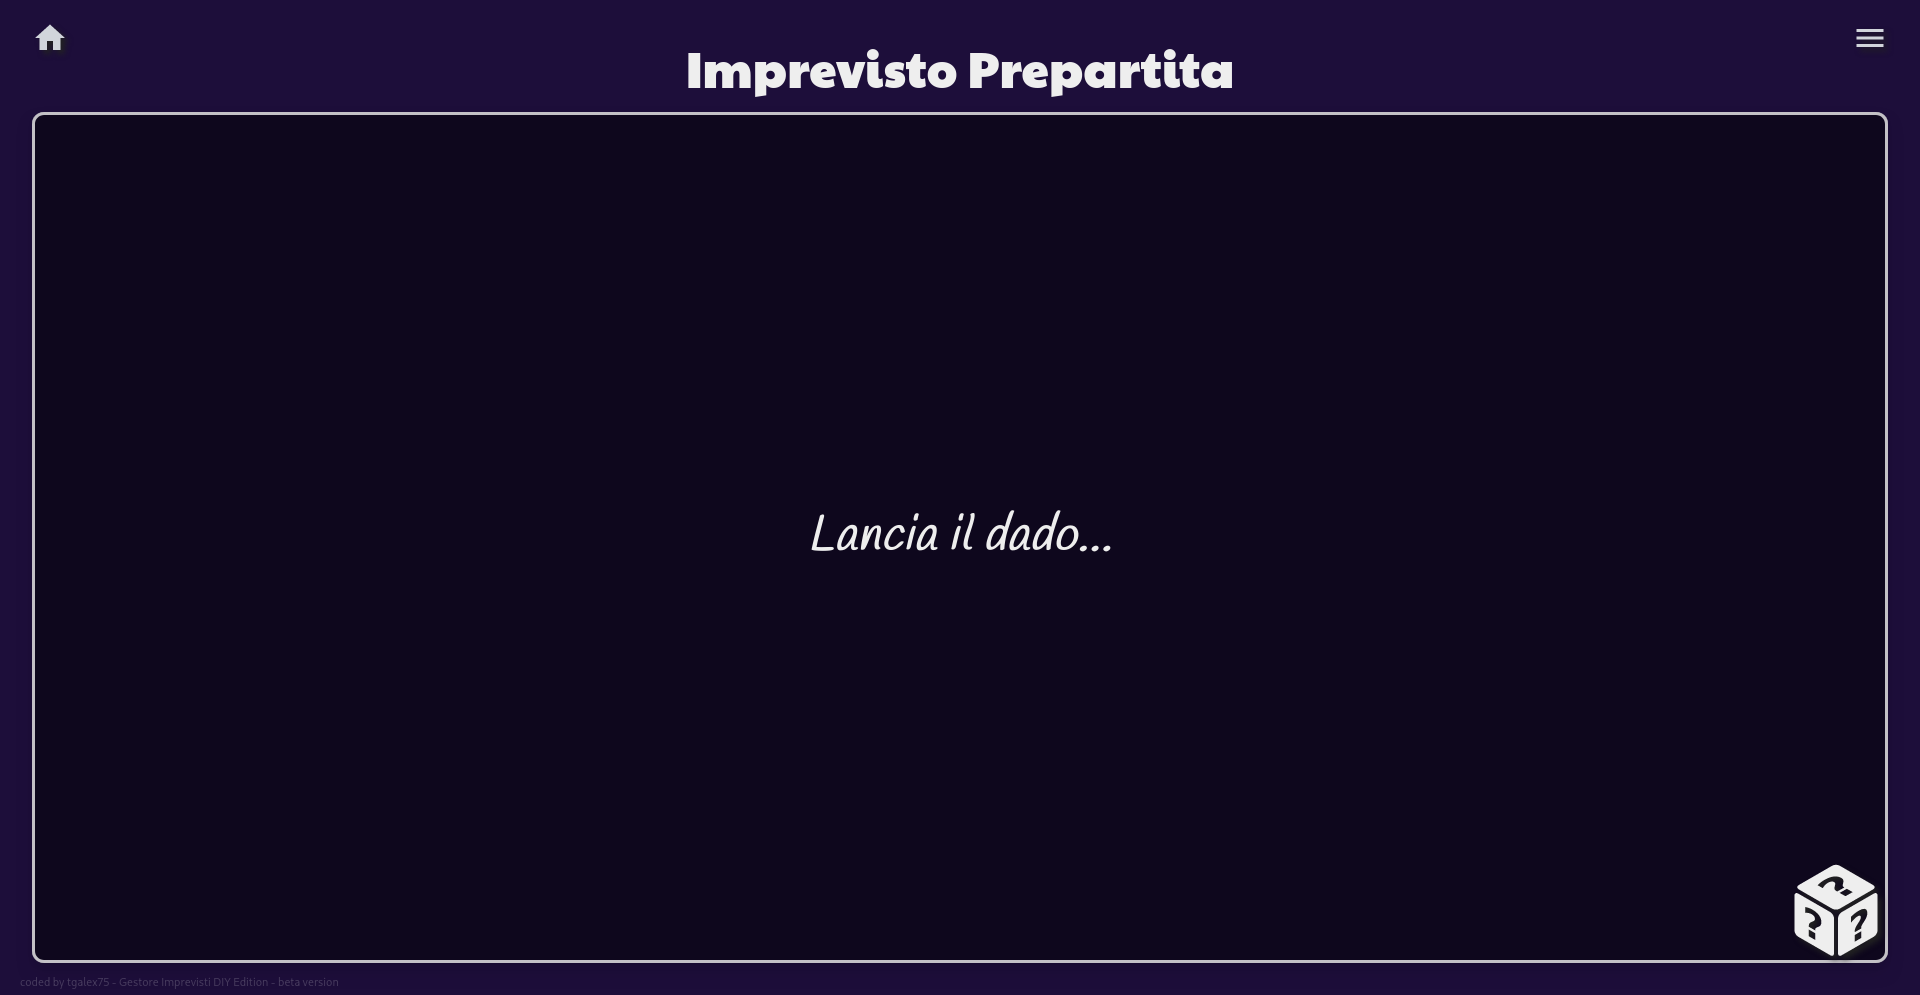 Imprevisto Prepartita
Lancia il dado...
? ? ?
coded by tgalex75 - Gestore Imprevisti DIY Edition - beta version